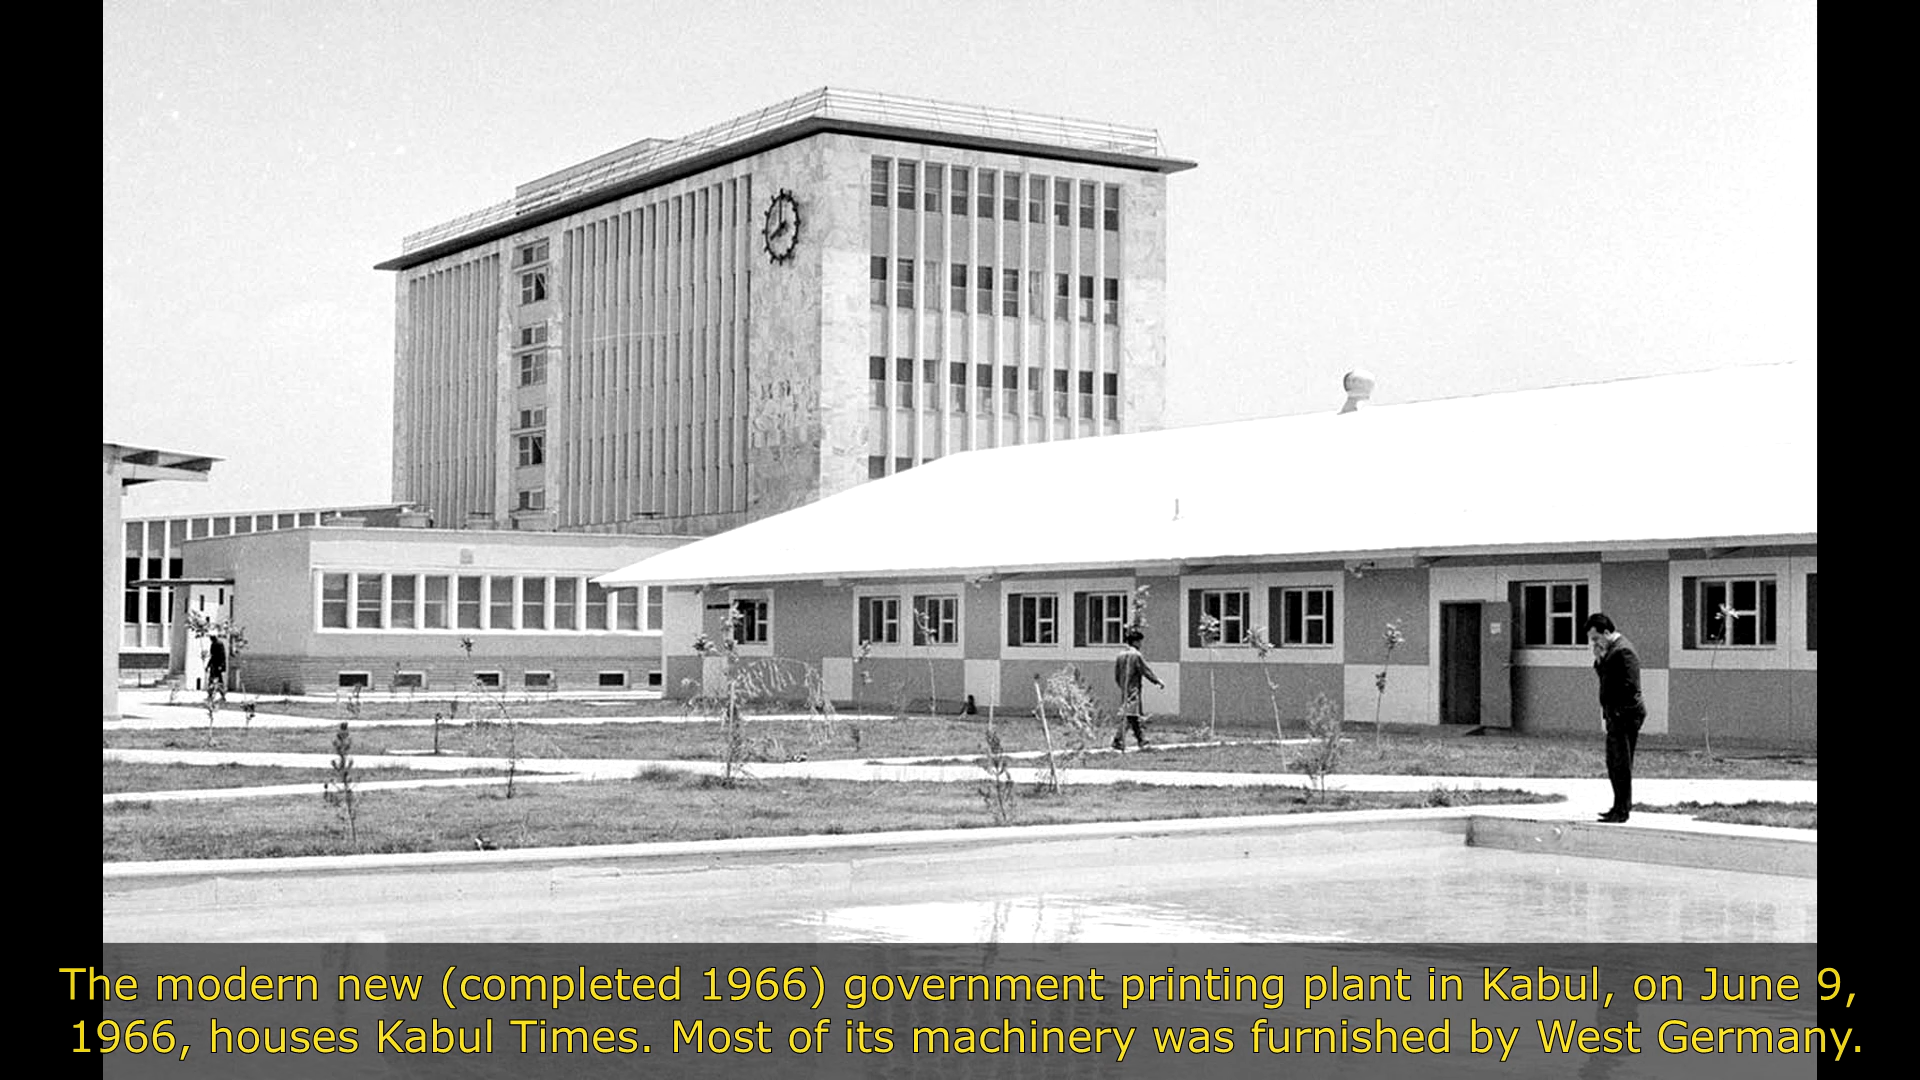 The modern new (completed 1966) government printing plant in Kabul, on June 9,
1966, houses Kabul Times. Most of its machinery was furnished by West Germany.